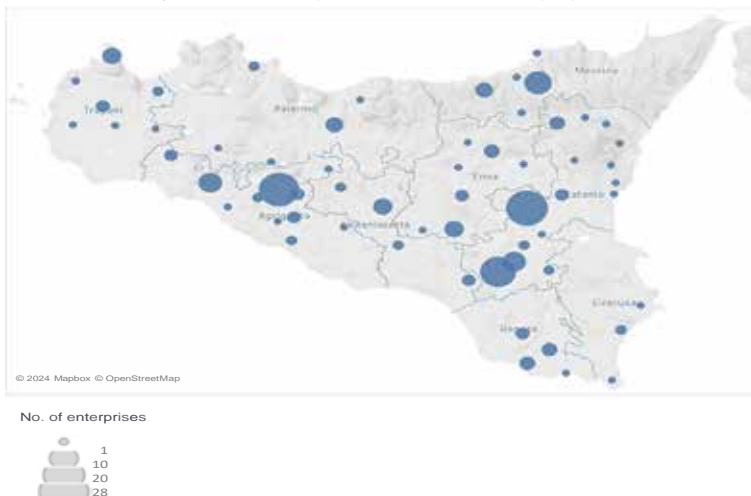 Messina
Palermo
Trapani
Enna
Catania
Agrigento
Caltanissetta
Siracusa
Ragusa
© 2024 Mapbox © OpenStreetMap
No. of enterprises
1
10
20
28